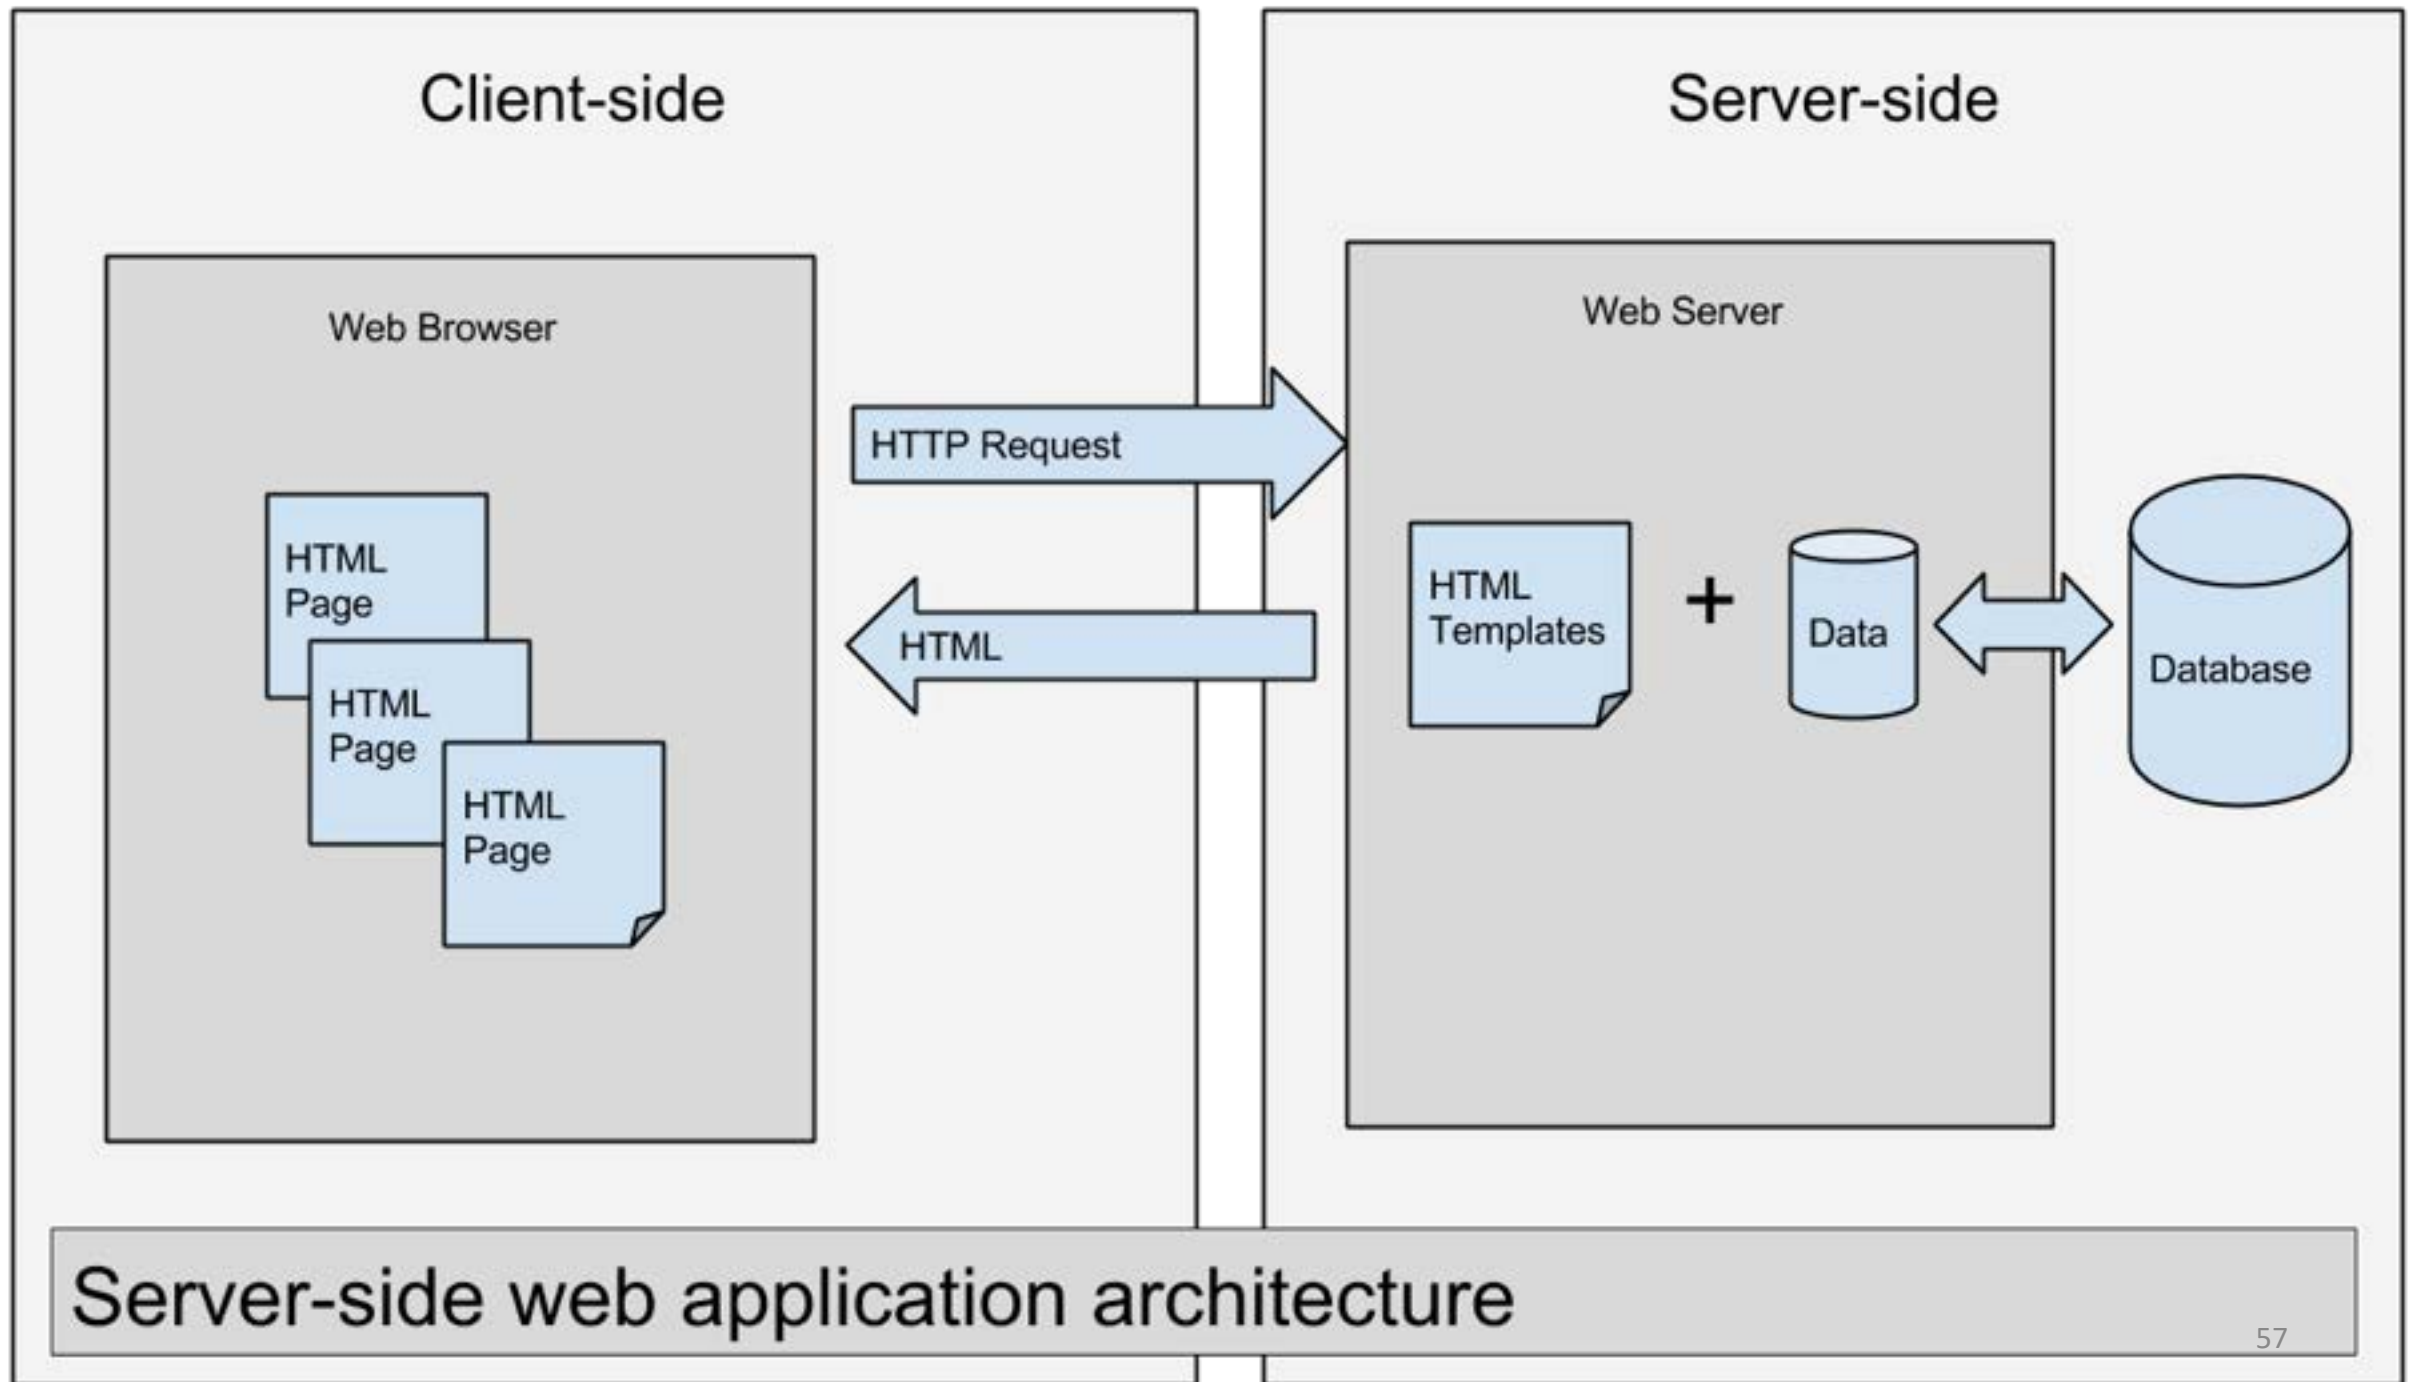 Client-side
Server-side
Web Browser
Web Server
HTTP Request
HTML
HTML
Page
HTML
Page
HTML
Page
HTML
Templates
+
Data
Database
Server-side web application architecture
57